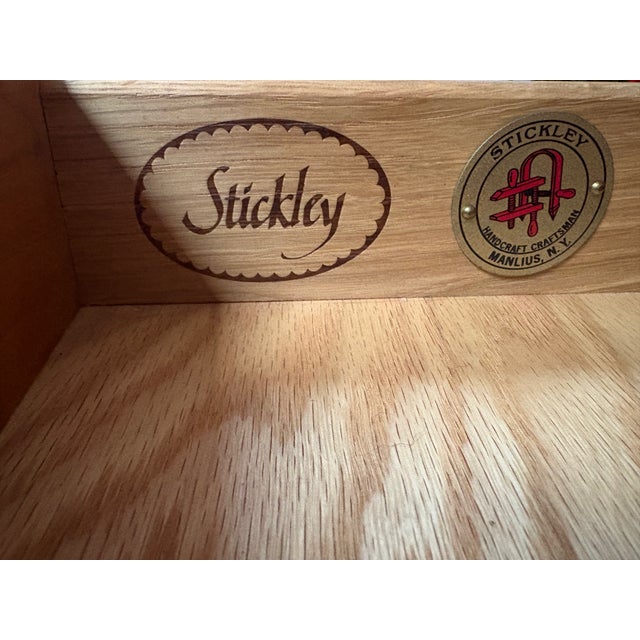 Stickley
STICKLEY
HANDCRAFT CRAFTSMAN
MANLIUS, N.Y.